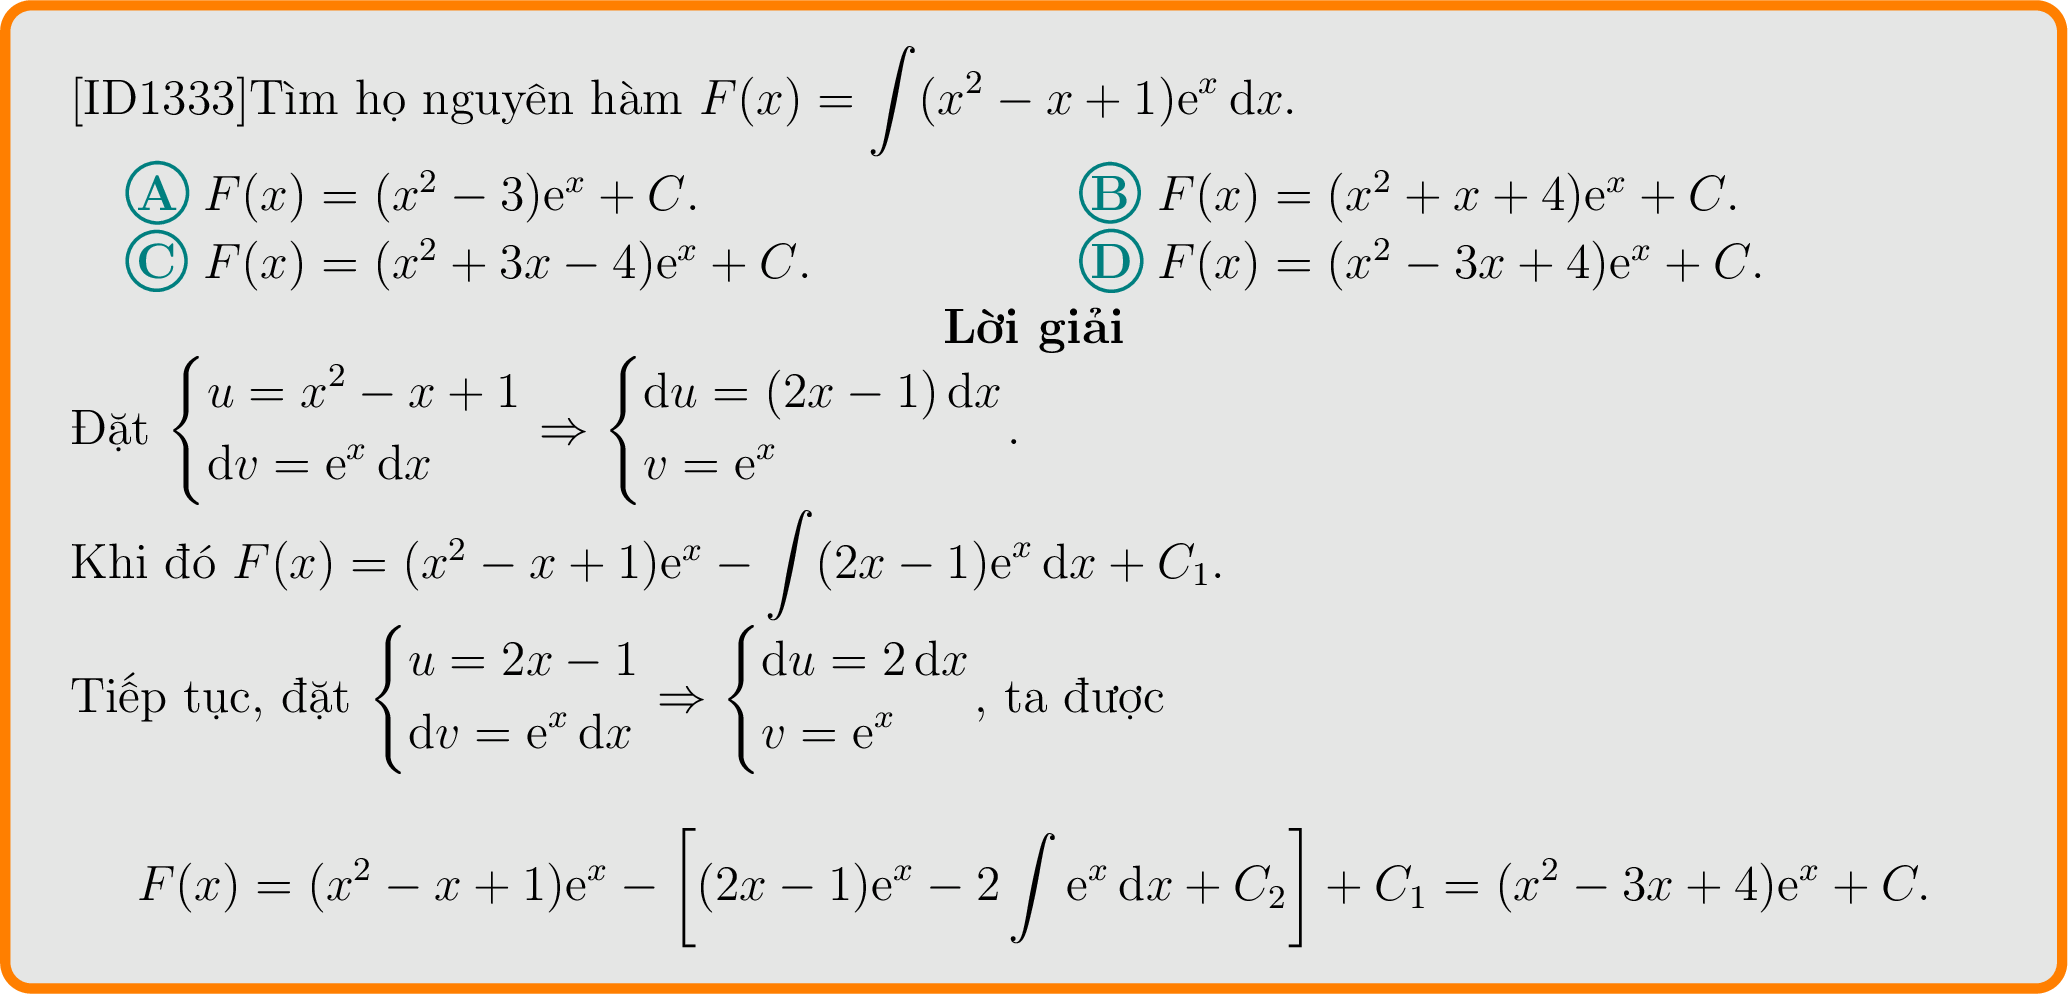 [ID1333]Tìm họ nguyên hàm $F(x) = \int (x^2 - x + 1)\mathrm{e}^x \, \mathrm{d}x$.
Ⓐ $F(x) = (x^2 - 3)\mathrm{e}^x + C$. Ⓑ $F(x) = (x^2 + x + 4)\mathrm{e}^x + C$.
Ⓒ $F(x) = (x^2 + 3x - 4)\mathrm{e}^x + C$. Ⓓ $F(x) = (x^2 - 3x + 4)\mathrm{e}^x + C$.
Lời giải
Đặt $\begin{cases} u = x^2 - x + 1 \\ \mathrm{d}v = \mathrm{e}^x \, \mathrm{d}x \end{cases} \Rightarrow \begin{cases} \mathrm{d}u = (2x - 1) \, \mathrm{d}x \\ v = \mathrm{e}^x \end{cases}$.
Khi đó $F(x) = (x^2 - x + 1)\mathrm{e}^x - \int (2x - 1)\mathrm{e}^x \, \mathrm{d}x + C_1$.
Tiếp tục, đặt $\begin{cases} u = 2x - 1 \\ \mathrm{d}v = \mathrm{e}^x \, \mathrm{d}x \end{cases} \Rightarrow \begin{cases} \mathrm{d}u = 2 \, \mathrm{d}x \\ v = \mathrm{e}^x \end{cases}$, ta được
$F(x) = (x^2 - x + 1)\mathrm{e}^x - \left[ (2x - 1)\mathrm{e}^x - 2 \int \mathrm{e}^x \, \mathrm{d}x + C_2 \right] + C_1 = (x^2 - 3x + 4)\mathrm{e}^x + C$.